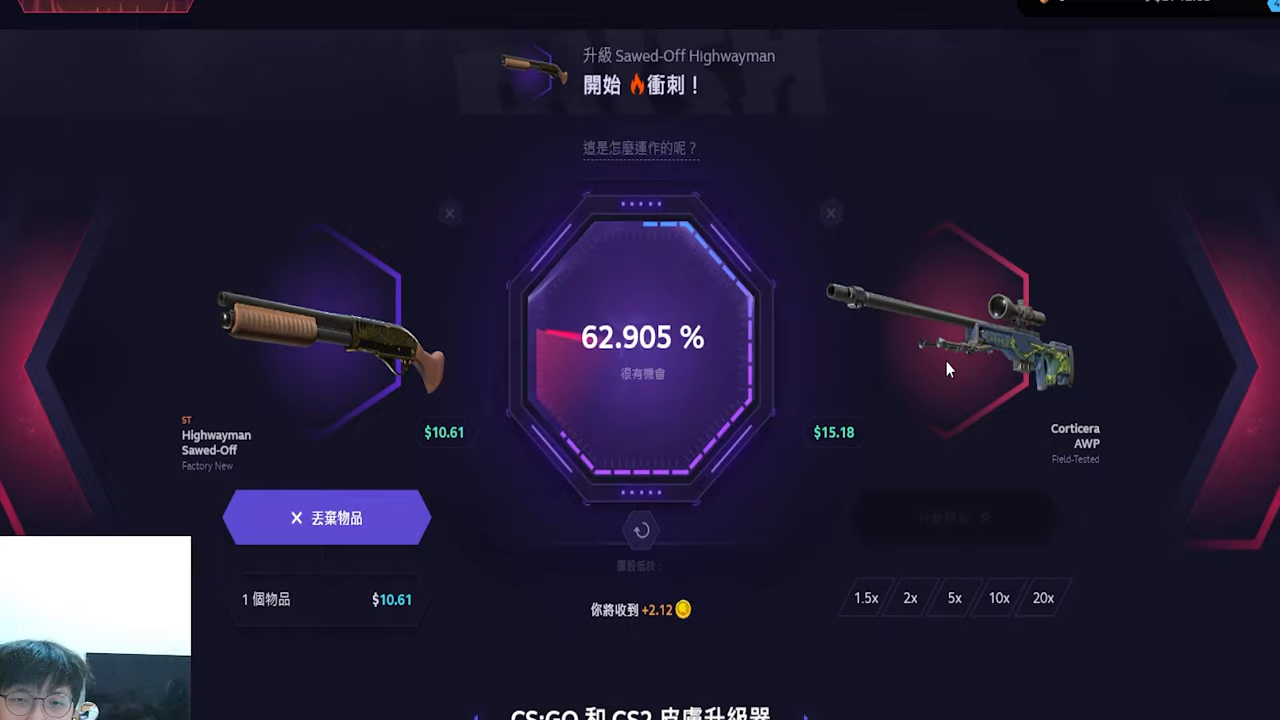 升級 Sawed-Off Highwayman
開始 🔥衝刺！
這是怎麼運作的呢？
62.905 %
很有機會
ST
Highwayman
Sawed-Off
Factory New
$10.61
$15.18
Corticera
AWP
Field-Tested
丟棄物品
1 個物品
$10.61
你將收到 +2.12
1.5x
2x
5x
10x
20x
CS:GO 和 CS2 皮膚升級器